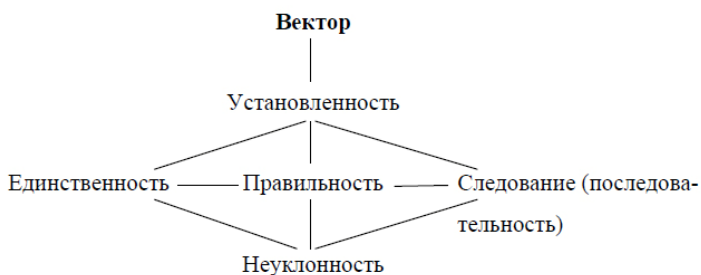 Вектор
Установленность
Единственность Правильность Следование (последова-
тельность)
Неуклонность